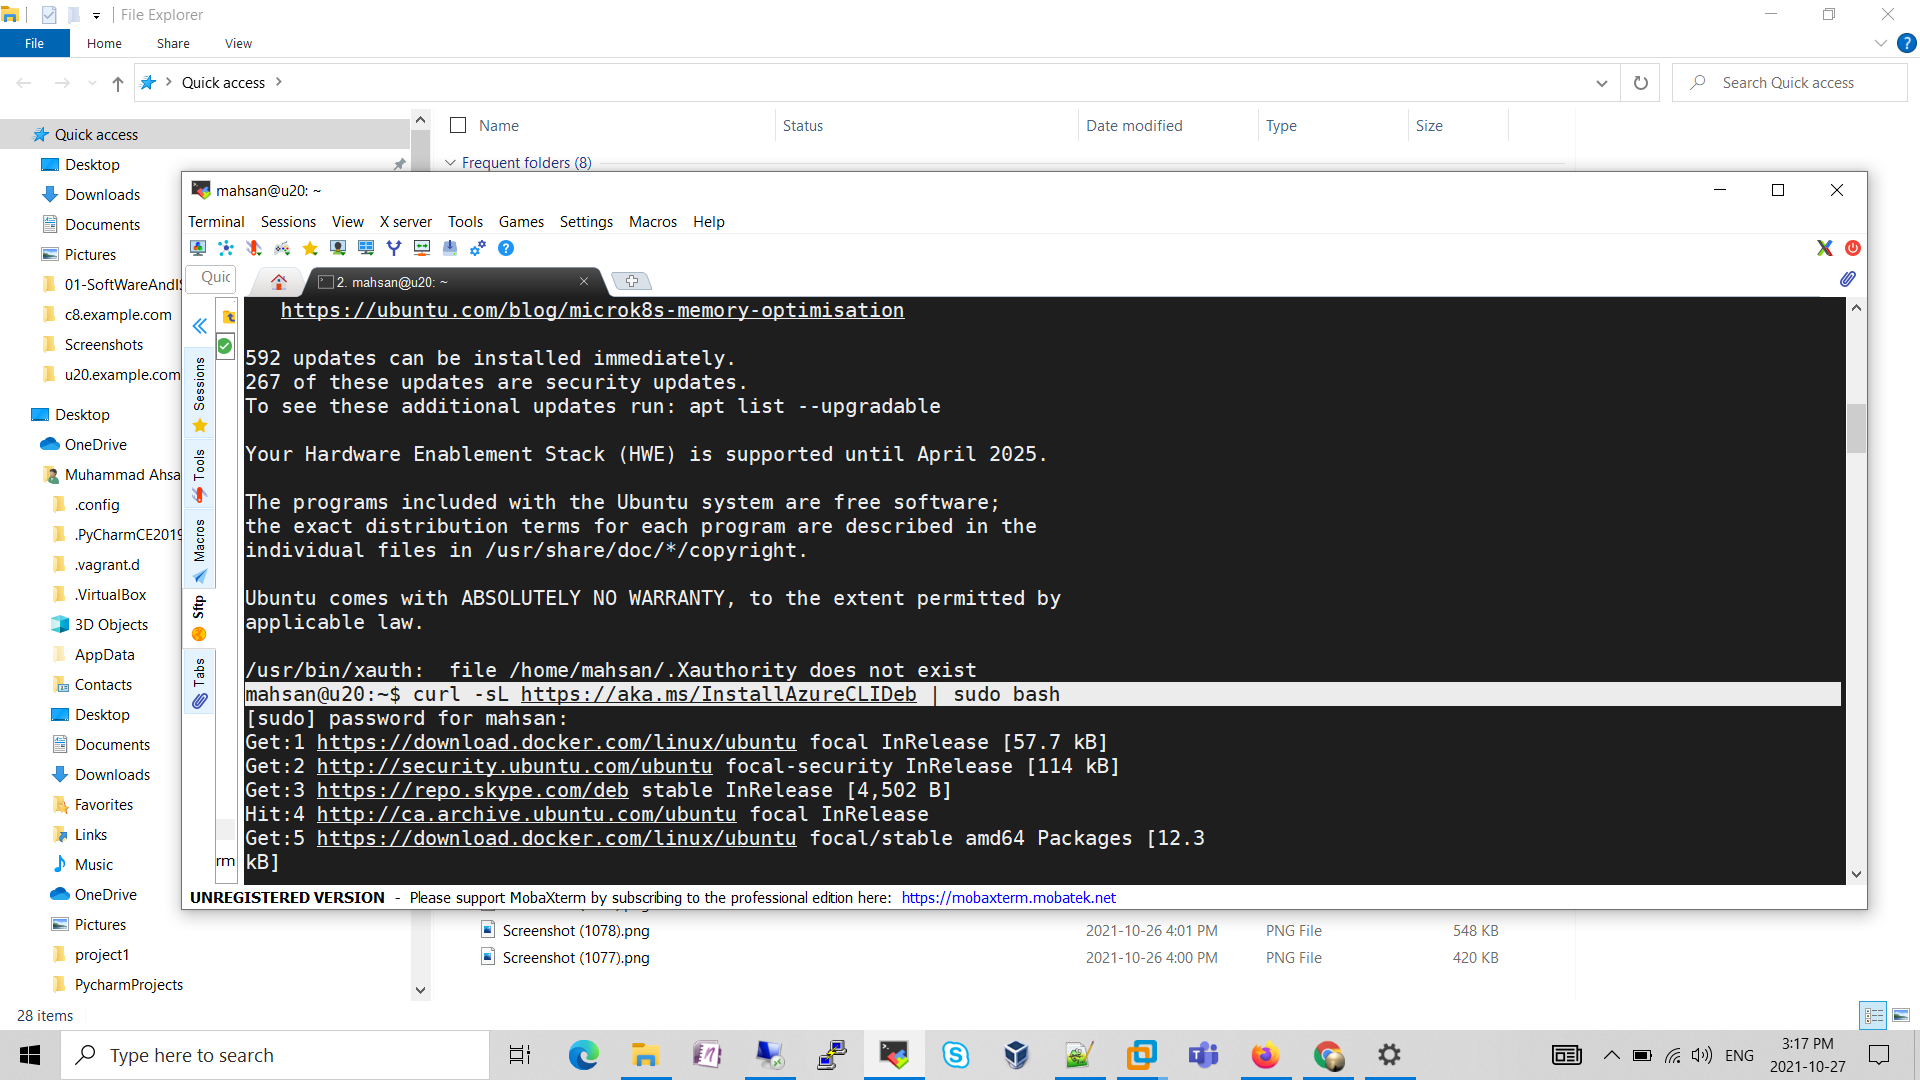 File Explorer
File
Home
Share
View
Quick access
Search Quick access
Name
Status
Date modified
Type
Size
Frequent folders (8)
Quick access
Desktop
Downloads
Documents
Pictures
01-SoftWareAndIS
c8.example.com
Screenshots
u20.example.com
Desktop
OneDrive
Muhammad Ahsa
.config
.PyCharmCE2019
.vagrant.d
.VirtualBox
3D Objects
AppData
Contacts
Desktop
Documents
Downloads
Favorites
Links
Music
OneDrive
Pictures
project1
PycharmProjects
28 items
mahsan@u20: ~
Terminal
Sessions
View
X server
Tools
Games
Settings
Macros
Help
Quic
2. mahsan@u20: ~
Sessions
Tools
Macros
Sftp
Tabs
rm
https://ubuntu.com/blog/microk8s-memory-optimisation
592 updates can be installed immediately.
267 of these updates are security updates.
To see these additional updates run: apt list --upgradable
Your Hardware Enablement Stack (HWE) is supported until April 2025.
The programs included with the Ubuntu system are free software;
the exact distribution terms for each program are described in the
individual files in /usr/share/doc/*/copyright.
Ubuntu comes with ABSOLUTELY NO WARRANTY, to the extent permitted by
applicable law.
/usr/bin/xauth:  file /home/mahsan/.Xauthority does not exist
mahsan@u20:~$ curl -sL https://aka.ms/InstallAzureCLIDeb | sudo bash
[sudo] password for mahsan:
Get:1 https://download.docker.com/linux/ubuntu focal InRelease [57.7 kB]
Get:2 http://security.ubuntu.com/ubuntu focal-security InRelease [114 kB]
Get:3 https://repo.skype.com/deb stable InRelease [4,502 B]
Hit:4 http://ca.archive.ubuntu.com/ubuntu focal InRelease
Get:5 https://download.docker.com/linux/ubuntu focal/stable amd64 Packages [12.3
kB]
UNREGISTERED VERSION - Please support MobaXterm by subscribing to the professional edition here: https://mobaxterm.mobatek.net
Screenshot (1078).png 2021-10-26 4:01 PM PNG File 548 KB
Screenshot (1077).png 2021-10-26 4:00 PM PNG File 420 KB
Type here to search
ENG
3:17 PM
2021-10-27